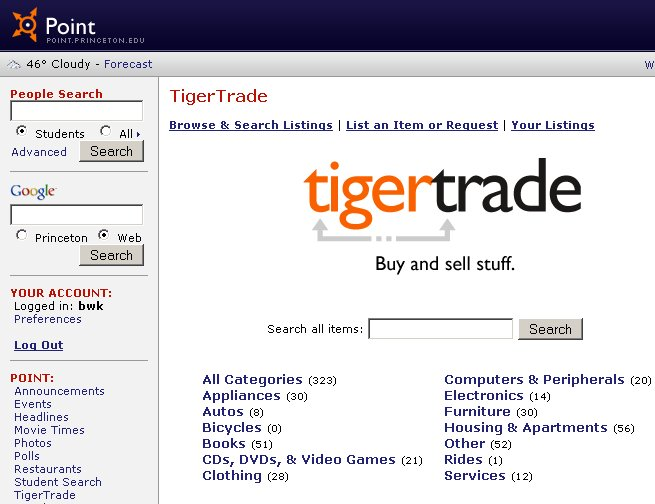 Point
POINT.PRINCETON.EDU
46° Cloudy - Forecast
W
People Search
Students All
Advanced Search
Google
Princeton Web
Search
YOUR ACCOUNT:
Logged in: bwk
Preferences
Log Out
POINT:
Announcements
Events
Headlines
Movie Times
Photos
Polls
Restaurants
Student Search
TigerTrade
TigerTrade
Browse & Search Listings | List an Item or Request | Your Listings
tigertrade
Buy and sell stuff.
Search all items: Search
All Categories (323)
Appliances (30)
Autos (8)
Bicycles (0)
Books (51)
CDs, DVDs, & Video Games (21)
Clothing (28)
Computers & Peripherals (20)
Electronics (14)
Furniture (30)
Housing & Apartments (56)
Other (52)
Rides (1)
Services (12)